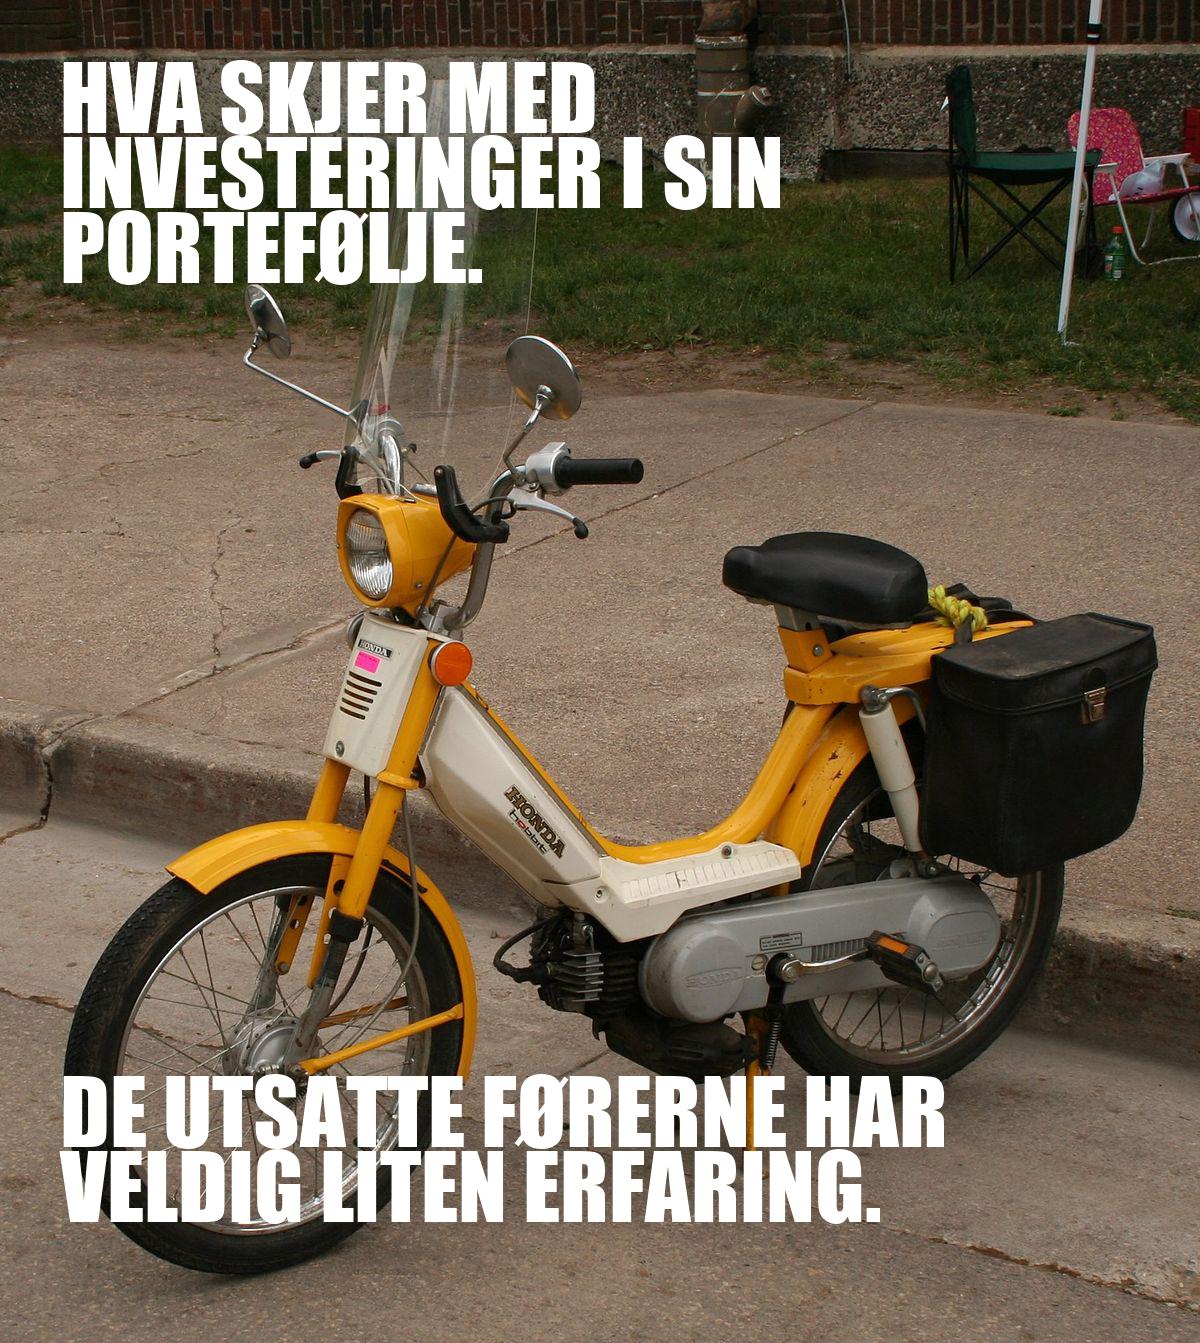 HVA SKJER MED
INVESTERINGER I SIN
PORTEFØLJE.
HONDA
HONDA
hobbit
HONDA
DE UTSATTE FØRERNE HAR
VELDIG LITEN ERFARING.